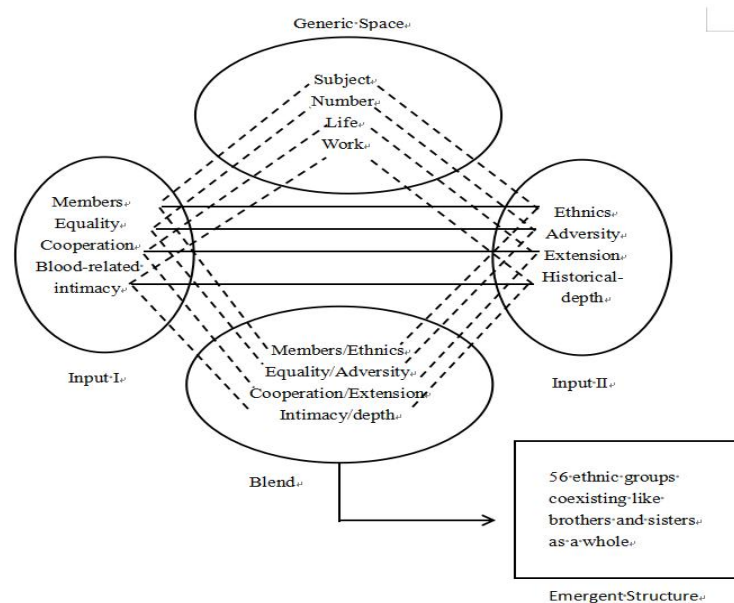 Generic Space
Subject
Number
Life
Work
Members
Equality
Cooperation
Blood-related
intimacy
Input I
Ethnics
Adversity
Extension
Historical-
depth
Input II
Members/Ethnics
Equality/Adversity
Cooperation/Extension
Intimacy/depth
Blend
56 ethnic groups
coexisting like
brothers and sisters
as a whole
Emergent Structure